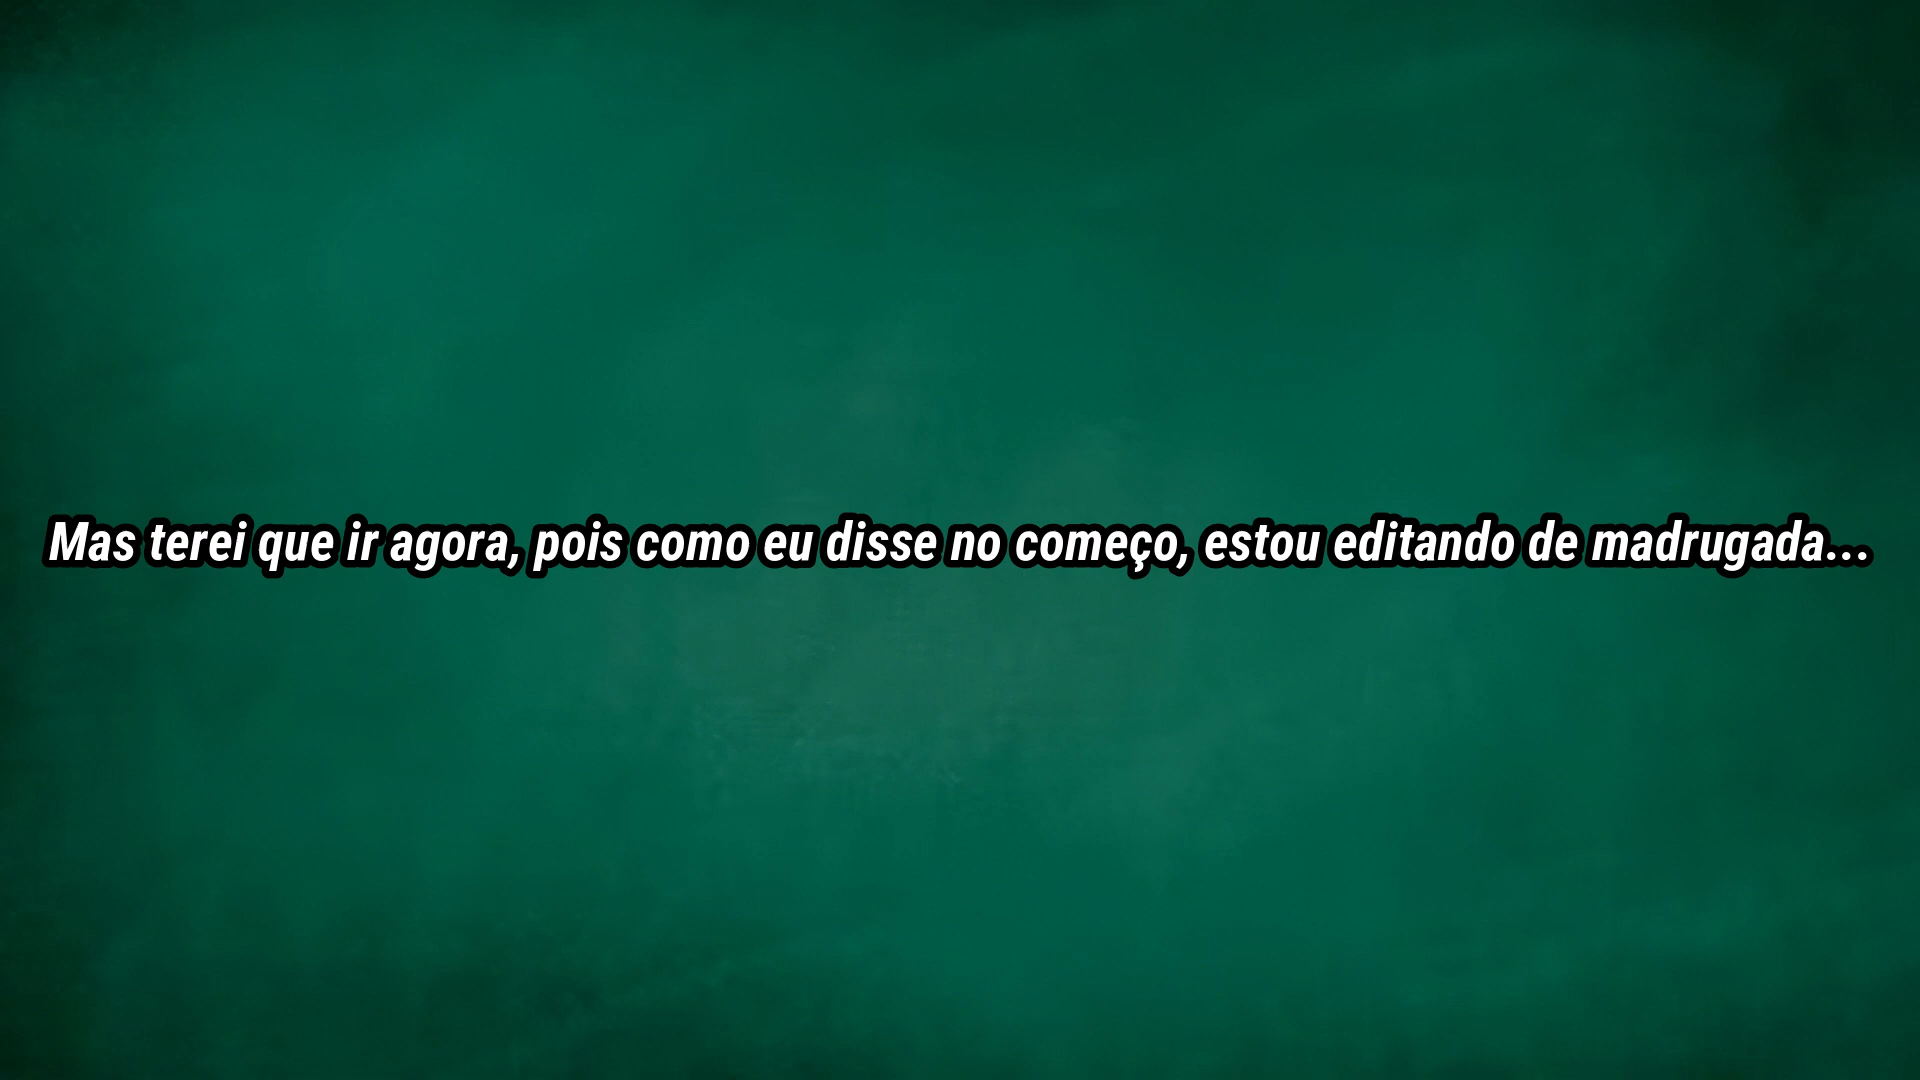 Mas terei que ir agora, pois como eu disse no começo, estou editando de madrugada...